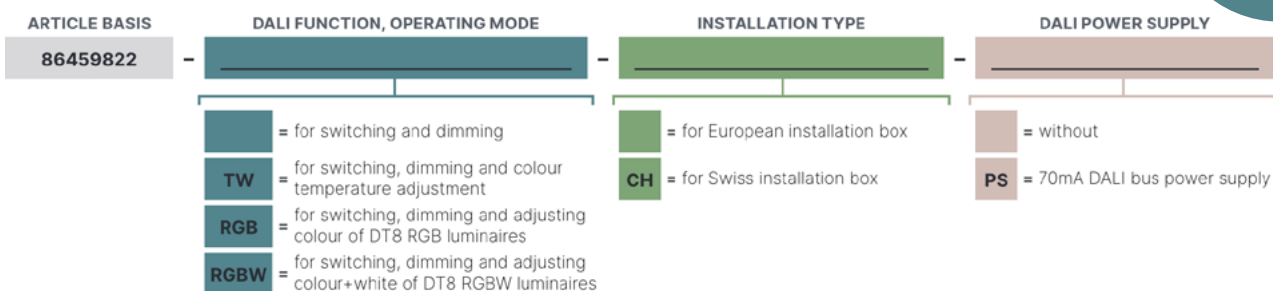 ARTICLE BASIS
DALI FUNCTION, OPERATING MODE
INSTALLATION TYPE
DALI POWER SUPPLY
86459822 – – –
= for switching and dimming
TW = for switching, dimming and colour
temperature adjustment
RGB = for switching, dimming and adjusting
colour of DT8 RGB luminaires
RGBW = for switching, dimming and adjusting
colour+white of DT8 RGBW luminaires
= for European installation box
CH = for Swiss installation box
= without
PS = 70mA DALI bus power supply